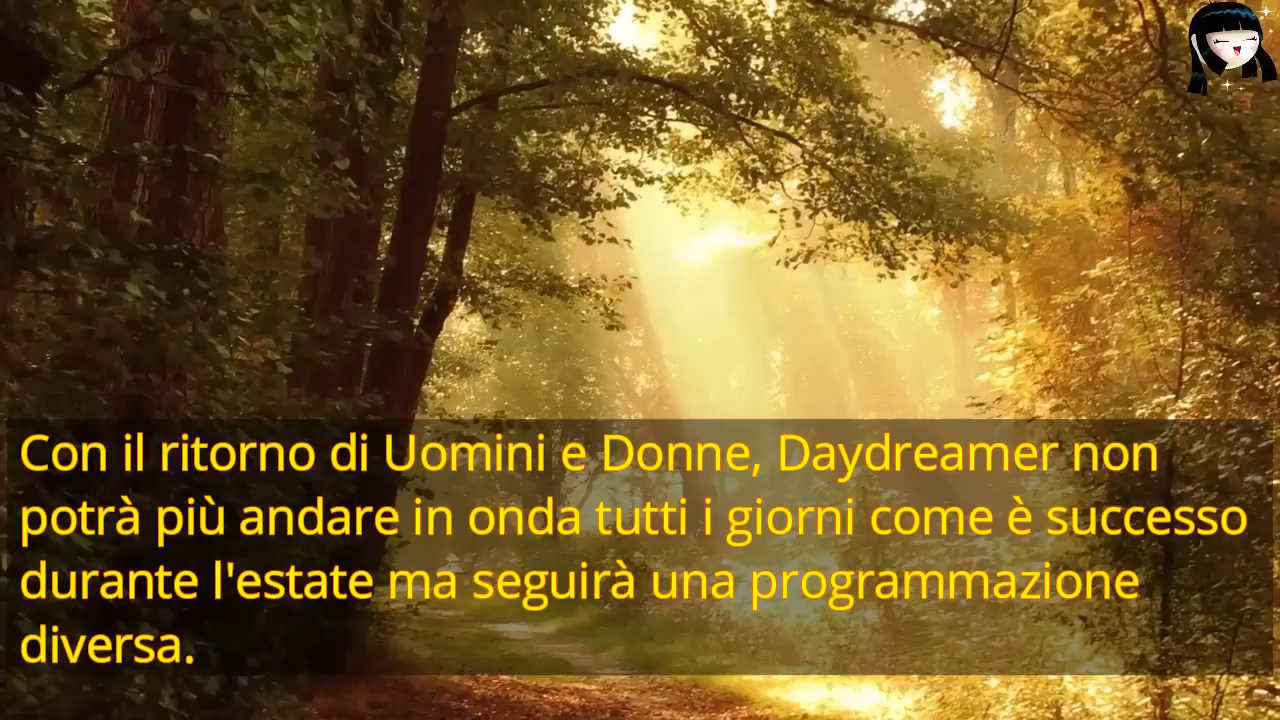 Con il ritorno di Uomini e Donne, Daydreamer non
potrà più andare in onda tutti i giorni come è successo
durante l'estate ma seguirà una programmazione
diversa.